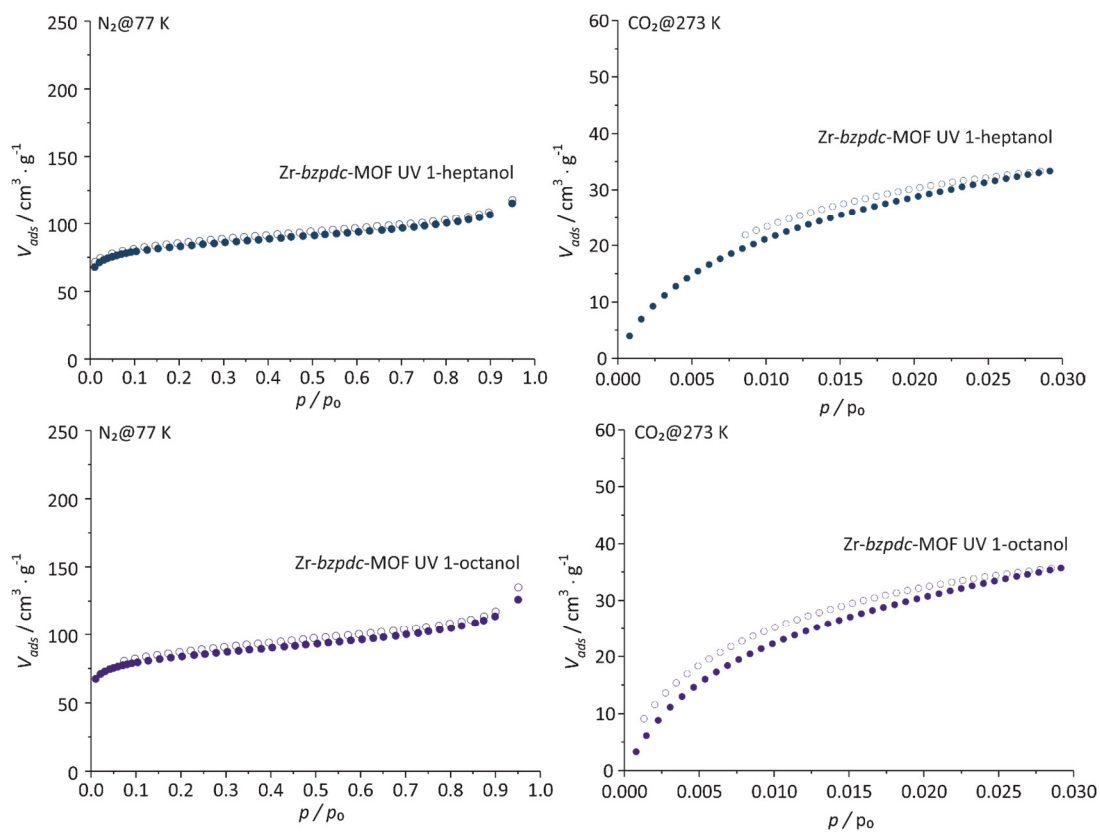 N₂@77 K
250
200
150
100
50
0
V_ads / cm³ · g⁻¹
Zr-bzpdc-MOF UV 1-heptanol
0.0 0.1 0.2 0.3 0.4 0.5 0.6 0.7 0.8 0.9 1.0
p / p₀
CO₂@273 K
60
50
40
30
20
10
0
V_ads / cm³ · g⁻¹
Zr-bzpdc-MOF UV 1-heptanol
0.000 0.005 0.010 0.015 0.020 0.025 0.030
p / p₀
N₂@77 K
250
200
150
100
50
0
V_ads / cm³ · g⁻¹
Zr-bzpdc-MOF UV 1-octanol
0.0 0.1 0.2 0.3 0.4 0.5 0.6 0.7 0.8 0.9 1.0
p / p₀
CO₂@273 K
60
50
40
30
20
10
0
V_ads / cm³ · g⁻¹
Zr-bzpdc-MOF UV 1-octanol
0.000 0.005 0.010 0.015 0.020 0.025 0.030
p / p₀